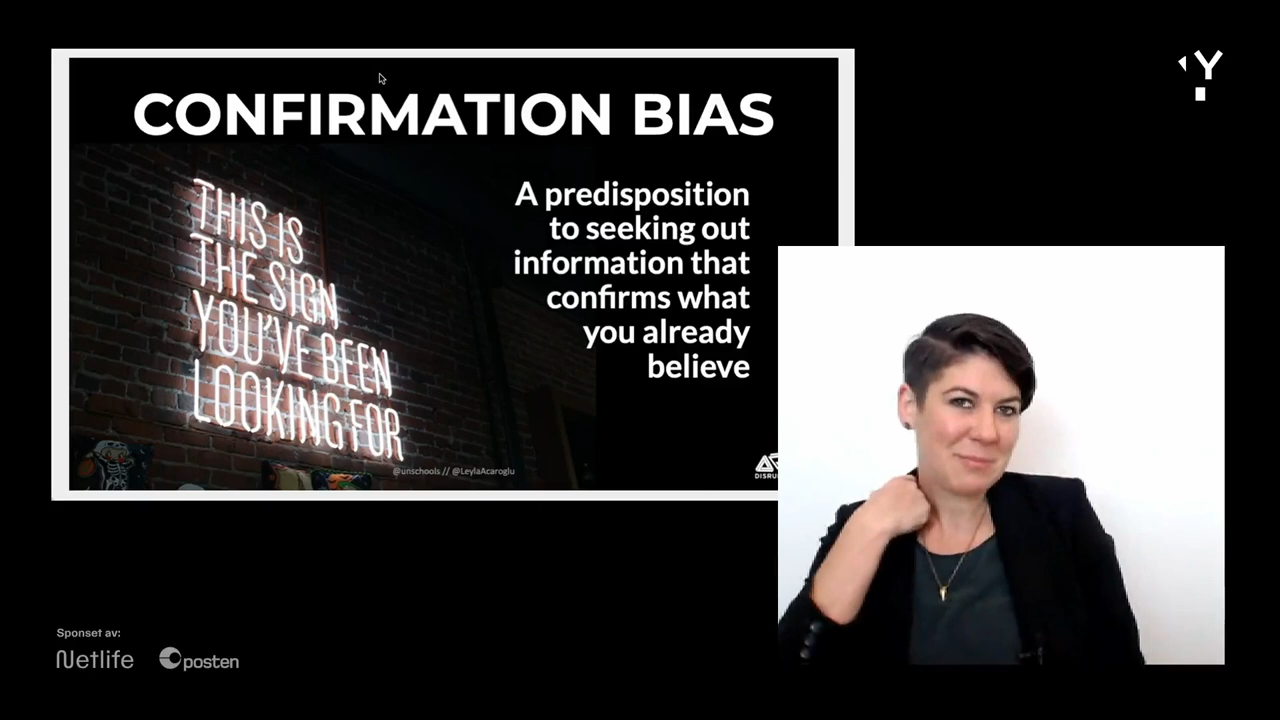 CONFIRMATION BIAS
THIS IS
THE SIGN
YOU'VE BEEN
LOOKING FOR
A predisposition
to seeking out
information that
confirms what
you already
believe
@unschools // @LeylaAcaroglu
Y
Sponset av:
Netlife posten